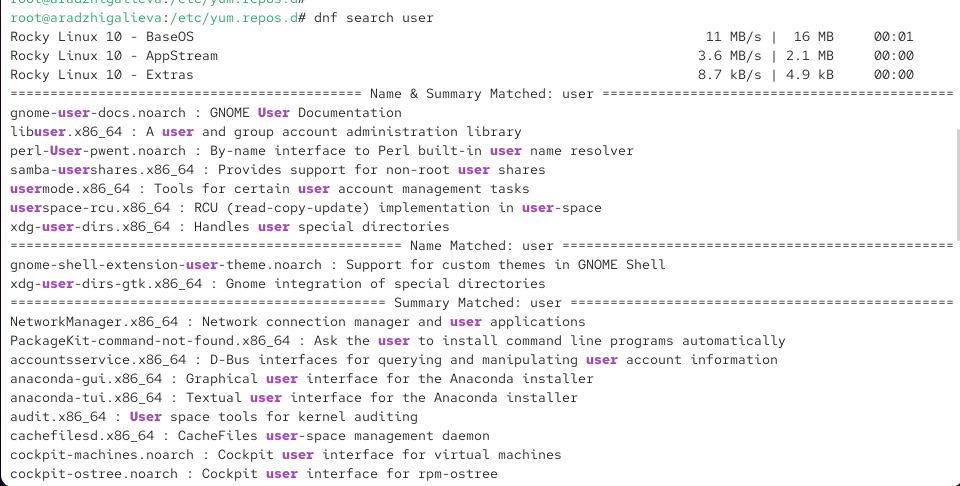 root@aradzhigalieva:/etc/yum.repos.d#
root@aradzhigalieva:/etc/yum.repos.d# dnf search user
Rocky Linux 10 - BaseOS 11 MB/s | 16 MB 00:01
Rocky Linux 10 - AppStream 3.6 MB/s | 2.1 MB 00:00
Rocky Linux 10 - Extras 8.7 kB/s | 4.9 kB 00:00
============================================ Name & Summary Matched: user ============================================
gnome-user-docs.noarch : GNOME User Documentation
libuser.x86_64 : A user and group account administration library
perl-User-pwent.noarch : By-name interface to Perl built-in user name resolver
samba-usershares.x86_64 : Provides support for non-root user shares
usermode.x86_64 : Tools for certain user account management tasks
userspace-rcu.x86_64 : RCU (read-copy-update) implementation in user-space
xdg-user-dirs.x86_64 : Handles user special directories
================================================= Name Matched: user =================================================
gnome-shell-extension-user-theme.noarch : Support for custom themes in GNOME Shell
xdg-user-dirs-gtk.x86_64 : Gnome integration of special directories
=============================================== Summary Matched: user ================================================
NetworkManager.x86_64 : Network connection manager and user applications
PackageKit-command-not-found.x86_64 : Ask the user to install command line programs automatically
accountsservice.x86_64 : D-Bus interfaces for querying and manipulating user account information
anaconda-gui.x86_64 : Graphical user interface for the Anaconda installer
anaconda-tui.x86_64 : Textual user interface for the Anaconda installer
audit.x86_64 : User space tools for kernel auditing
cachefilesd.x86_64 : CacheFiles user-space management daemon
cockpit-machines.noarch : Cockpit user interface for virtual machines
cockpit-ostree.noarch : Cockpit user interface for rpm-ostree